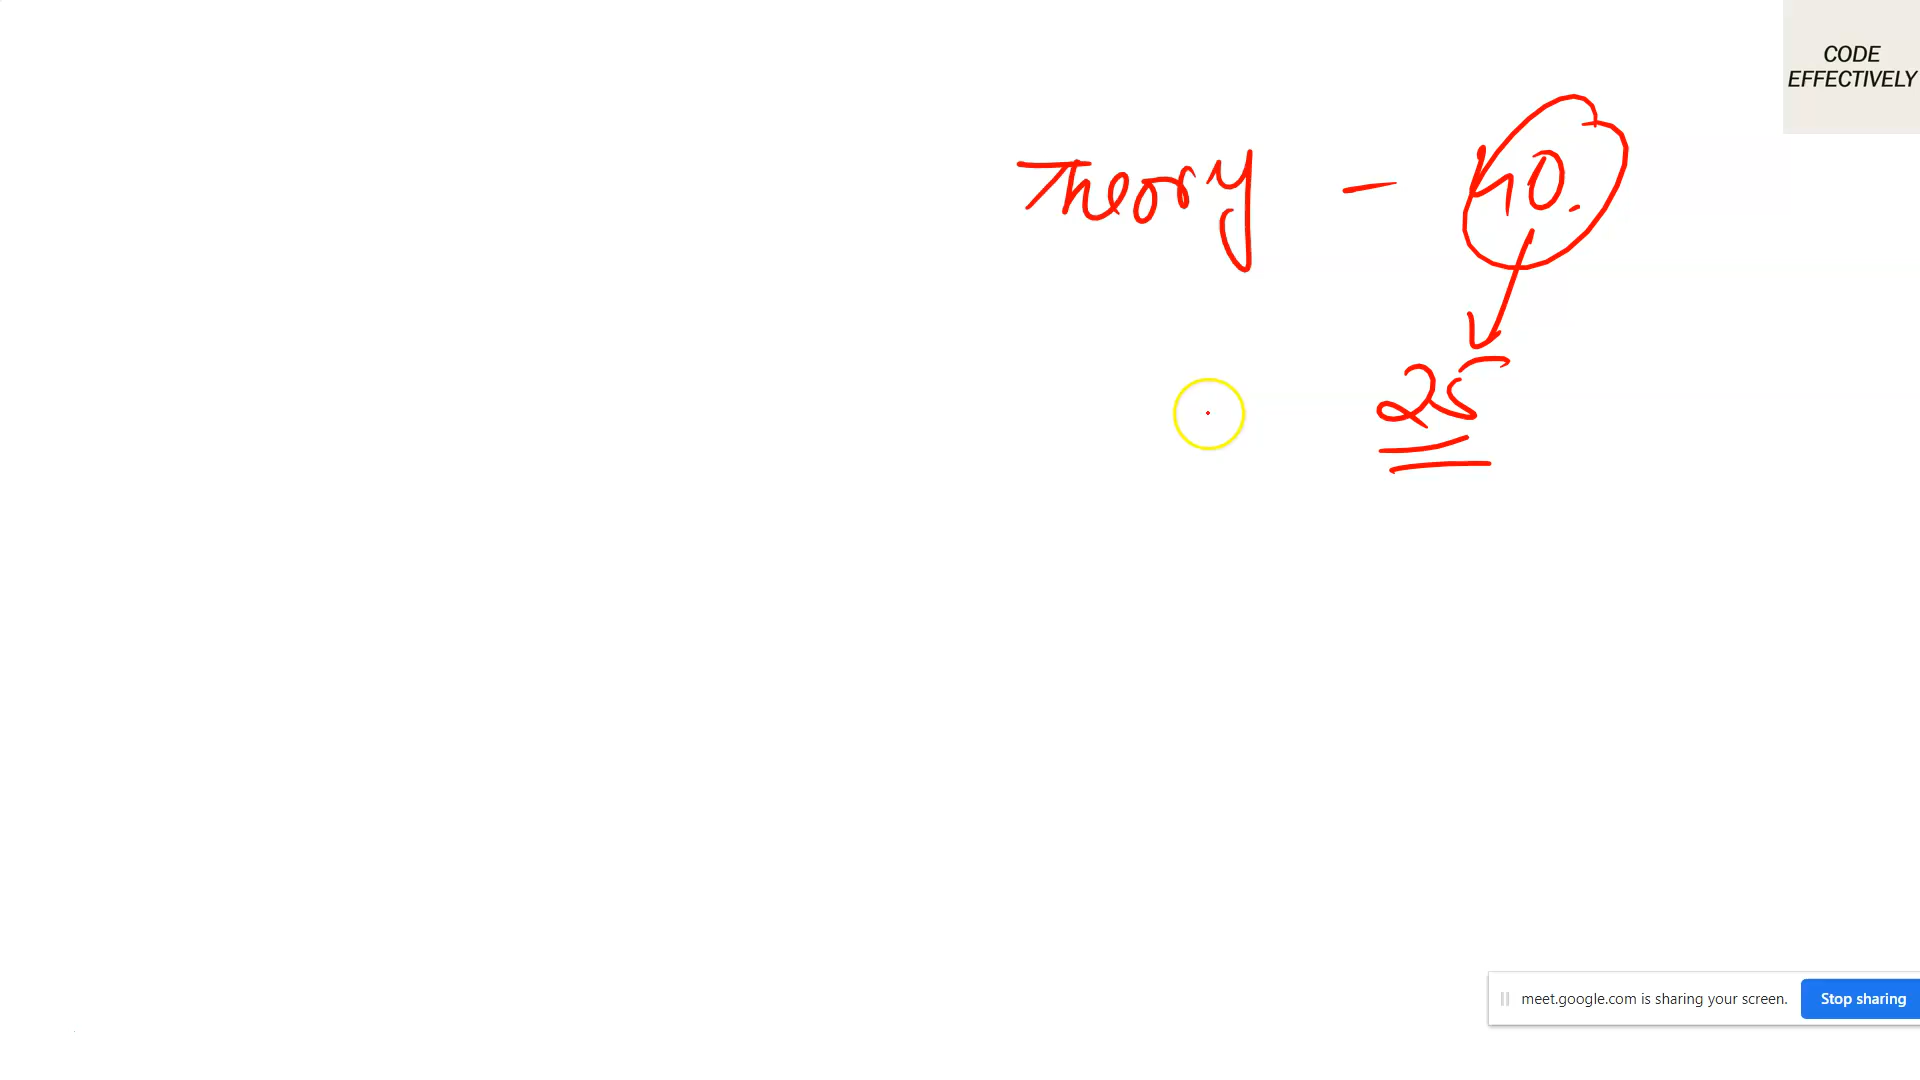 CODE
EFFECTIVELY
Theory - 40.
25
meet.google.com is sharing your screen. Stop sharing